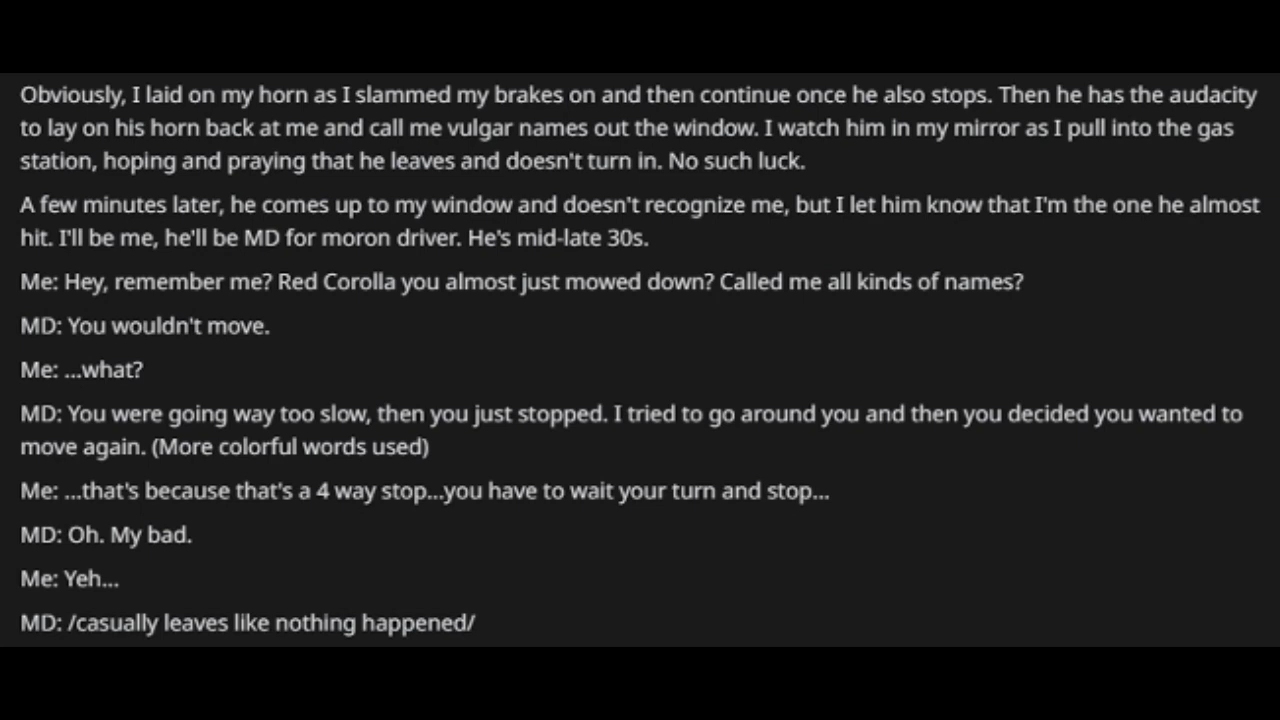 Obviously, I laid on my horn as I slammed my brakes on and then continue once he also stops. Then he has the audacity
to lay on his horn back at me and call me vulgar names out the window. I watch him in my mirror as I pull into the gas
station, hoping and praying that he leaves and doesn't turn in. No such luck.
A few minutes later, he comes up to my window and doesn't recognize me, but I let him know that I'm the one he almost
hit. I'll be me, he'll be MD for moron driver. He's mid-late 30s.
Me: Hey, remember me? Red Corolla you almost just mowed down? Called me all kinds of names?
MD: You wouldn't move.
Me: ...what?
MD: You were going way too slow, then you just stopped. I tried to go around you and then you decided you wanted to
move again. (More colorful words used)
Me: ...that's because that's a 4 way stop...you have to wait your turn and stop...
MD: Oh. My bad.
Me: Yeh...
MD: /casually leaves like nothing happened/